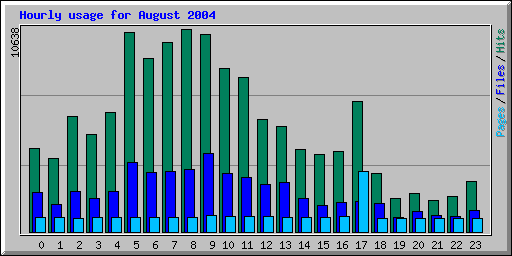 Hourly usage for August 2004
10638
Pages / Files / Hits
0 1 2 3 4 5 6 7 8 9 10 11 12 13 14 15 16 17 18 19 20 21 22 23